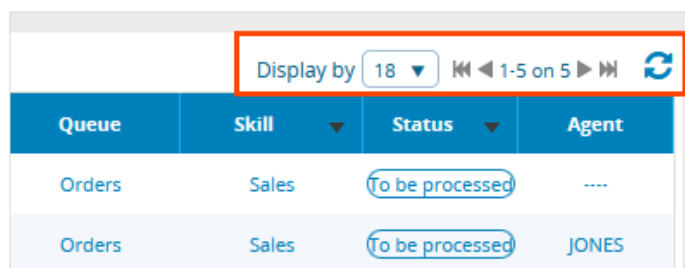 Display by 18 1-5 on 5
Queue Skill Status Agent
Orders Sales To be processed ----
Orders Sales To be processed JONES